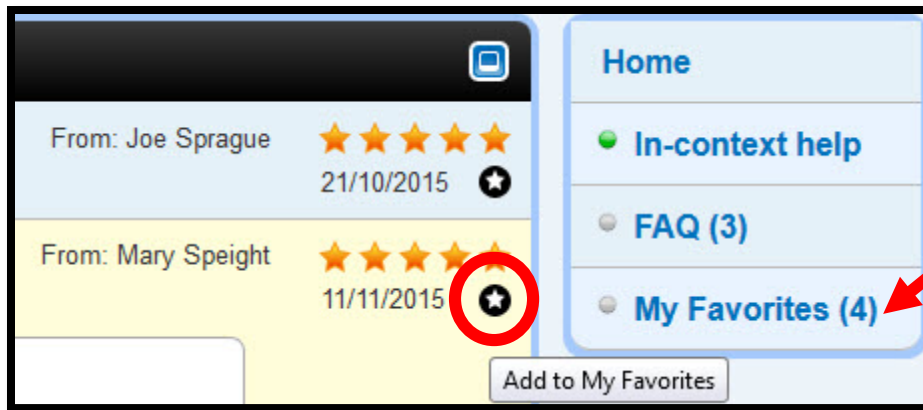 From: Joe Sprague
21/10/2015
From: Mary Speight
11/11/2015
Add to My Favorites
Home
In-context help
FAQ (3)
My Favorites (4)